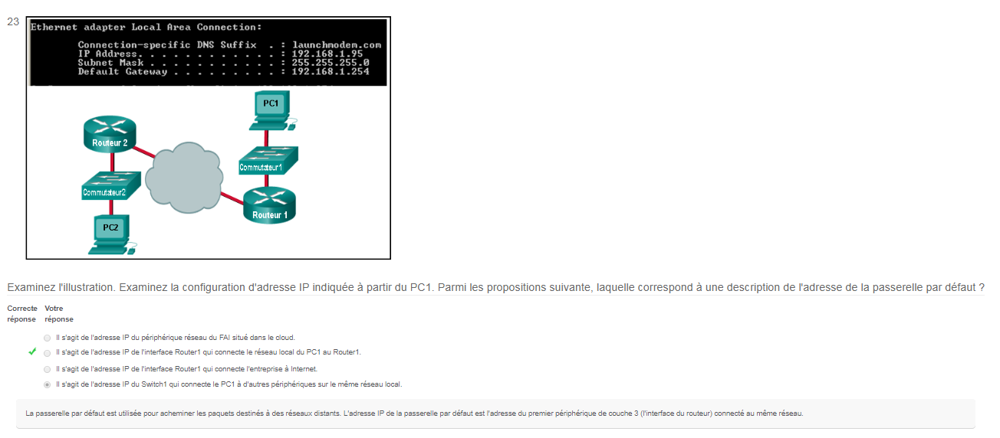 23
Ethernet adapter Local Area Connection:
Connection-specific DNS Suffix . : launchmodem.com
IP Address. . . . . . . . . . . . : 192.168.1.95
Subnet Mask . . . . . . . . . . . : 255.255.255.0
Default Gateway . . . . . . . . . : 192.168.1.254
PC1
Routeur 2
Commutateur1
Commutateur2
Routeur 1
PC2
Examinez l'illustration. Examinez la configuration d'adresse IP indiquée à partir du PC1. Parmi les propositions suivante, laquelle correspond à une description de l'adresse de la passerelle par défaut ?
Correcte Votre
réponse réponse
Il s'agit de l'adresse IP du périphérique réseau du FAI situé dans le cloud.
Il s'agit de l'adresse IP de l'interface Router1 qui connecte le réseau local du PC1 au Router1.
Il s'agit de l'adresse IP de l'interface Router1 qui connecte l'entreprise à Internet.
Il s'agit de l'adresse IP du Switch1 qui connecte le PC1 à d'autres périphériques sur le même réseau local.
La passerelle par défaut est utilisée pour acheminer les paquets destinés à des réseaux distants. L'adresse IP de la passerelle par défaut est l'adresse du premier périphérique de couche 3 (l'interface du routeur) connecté au même réseau.